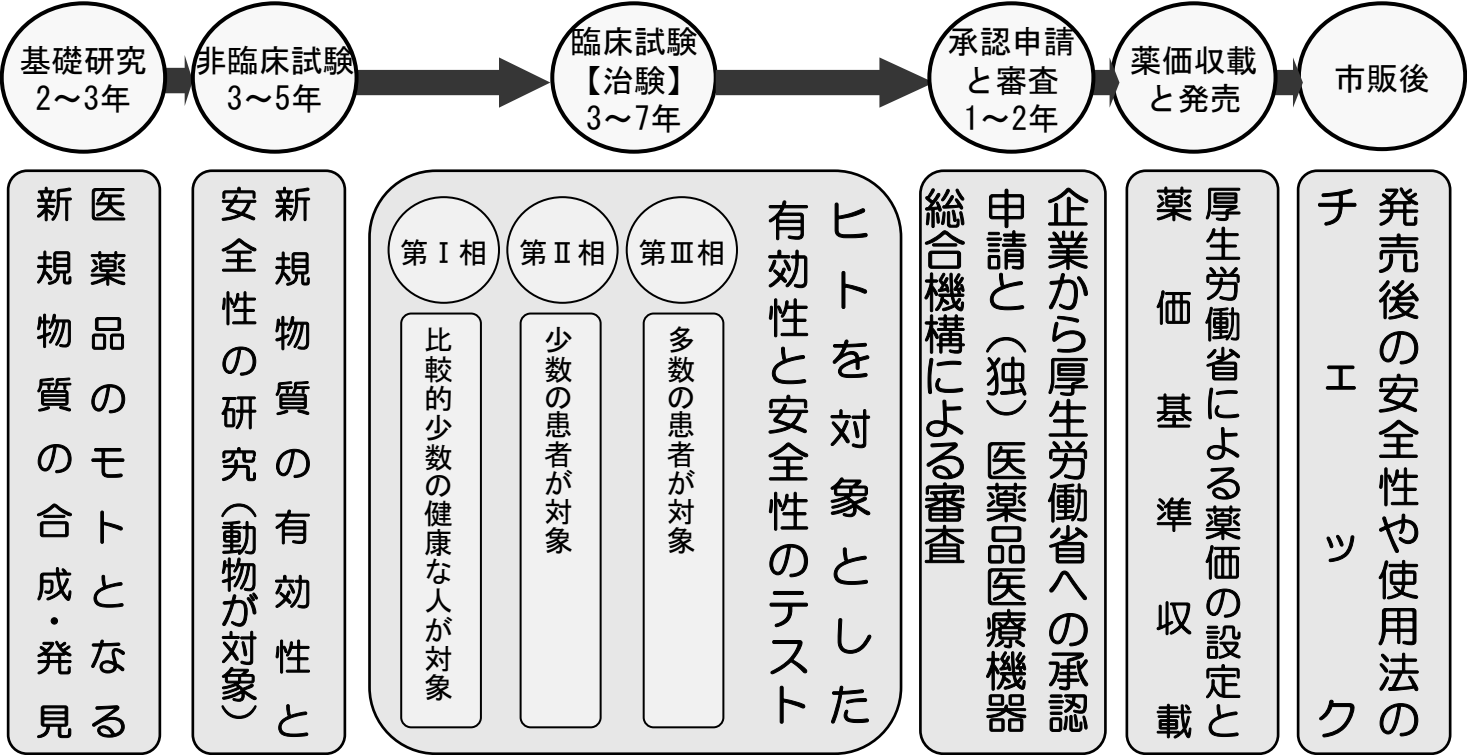 基礎研究
2～3年
非臨床試験
3～5年
臨床試験
【治験】
3～7年
承認申請
と審査
1～2年
薬価収載
と発売
市販後
医薬品のモトとなる
新規物質の合成・発見
新規物質の有効性と
安全性の研究（動物が対象）
第Ⅰ相
比較的少数の健康な人が対象
第Ⅱ相
少数の患者が対象
第Ⅲ相
多数の患者が対象
ヒトを対象とした
有効性と安全性のテスト
企業から厚生労働省への承認
申請と（独）医薬品医療機器
総合機構による審査
厚生労働省による薬価の設定と
薬価基準収載
発売後の安全性や使用法の
チェック